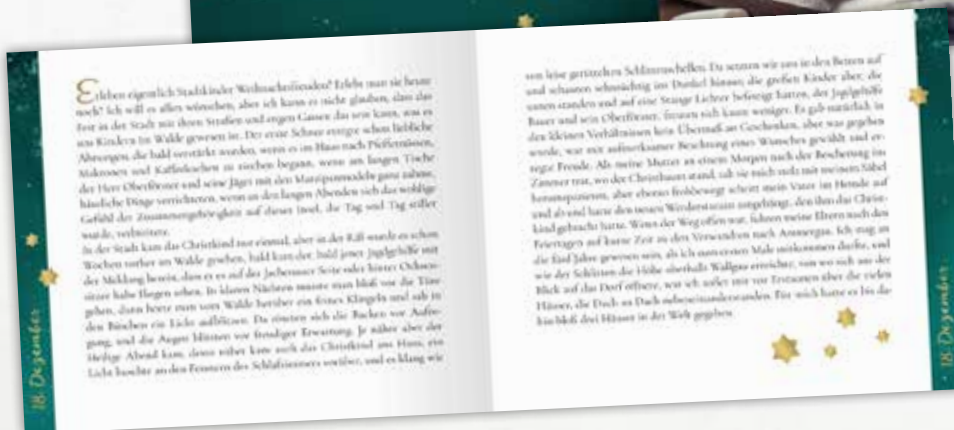 Erleben eigentlich Stadtkinder Weihnachtsfreuden? Erlebt man sie heute
noch? Ich will es allen wünschen, aber ich kann es nicht glauben, dass das
Fest in der Stadt mit ihren Straßen und engen Gassen das sein kann, was es
uns Kindern im Walde gewesen ist. Der erste Schnee erregte schon liebliche
Ahnungen, die bald verstärkt wurden, wenn es im Haus nach Pfeffernüssen,
Makronen und Kaffeekuchen zu riechen begann, wenn am langen Tische
der Herr Oberförster und seine Jäger mit den Marzipanmodeln ganz zahme,
häusliche Dinge verrichteten, wenn an den langen Abenden sich das wohlige
Gefühl der Zusammengehörigkeit auf dieser Insel, die Tag um Tag stiller
wurde, verbreitete.
In der Stadt kam das Christkind nur einmal, aber in der Riß wurde es schon
Wochen vorher im Walde gesehen, bald kam der, bald jener Jagdgehilfe mit
der Meldung herein, dass er es auf der Jachenauer Seite oder hinter Ochsen-
sitzer habe fliegen sehen. In klaren Nächten musste man bloß vor die Türe
gehen, dann hörte man vom Walde herüber ein feines Klingeln und sah in
den Büschen ein Licht aufblitzen. Da röteten sich die Backen vor Aufre-
gung, und die Augen blitzten vor freudiger Erwartung. Je näher aber der
Heilige Abend kam, desto näher kam auch das Christkind ans Haus, ein
Licht huschte an den Fenstern des Schlafzimmers vorüber, und es klang wie
von leise gerüttelten Schlittenschellen. Da setzten wir uns in den Betten auf
und schauten sehnsüchtig ins Dunkel hinaus; die großen Kinder aber, die
unten standen und auf eine Stange Lichter befestigt hatten, der Jagdgehilfe
Bauer und sein Oberförster, freuten sich kaum weniger. Es gab natürlich in
den kleinen Verhältnissen kein Übermaß an Geschenken, aber was gegeben
wurde, war mit aufmerksamer Beachtung eines Wunsches gewählt und er-
regte Freude. Als meine Mutter an einem Morgen nach der Bescherung ins
Zimmer trat, wo der Christbaum stand, sah sie mich stolz mit meinem Säbel
herumspazieren, aber ebenso frohbewegt schritt mein Vater im Hemde auf
und ab und hatte den neuen Werderstutzen umgehängt, den ihm das Christ-
kind gebracht hatte. Wenn der Weg offen war, fuhren meine Eltern nach den
Feiertagen auf kurze Zeit zu den Verwandten nach Ammergau. Ich mag an
die fünf Jahre gewesen sein, als ich zum ersten Male mitkommen durfte, und
wie der Schlitten die Höhe oberhalb Wallgau erreichte, von wo sich aus der
Blick auf das Dorf öffnete, war ich außer mir vor Erstaunen über die vielen
Häuser, die Dach an Dach nebeneinanderstanden. Für mich hatte es bis da-
hin bloß drei Häuser in der Welt gegeben.
18. Dezember
18. Dezember